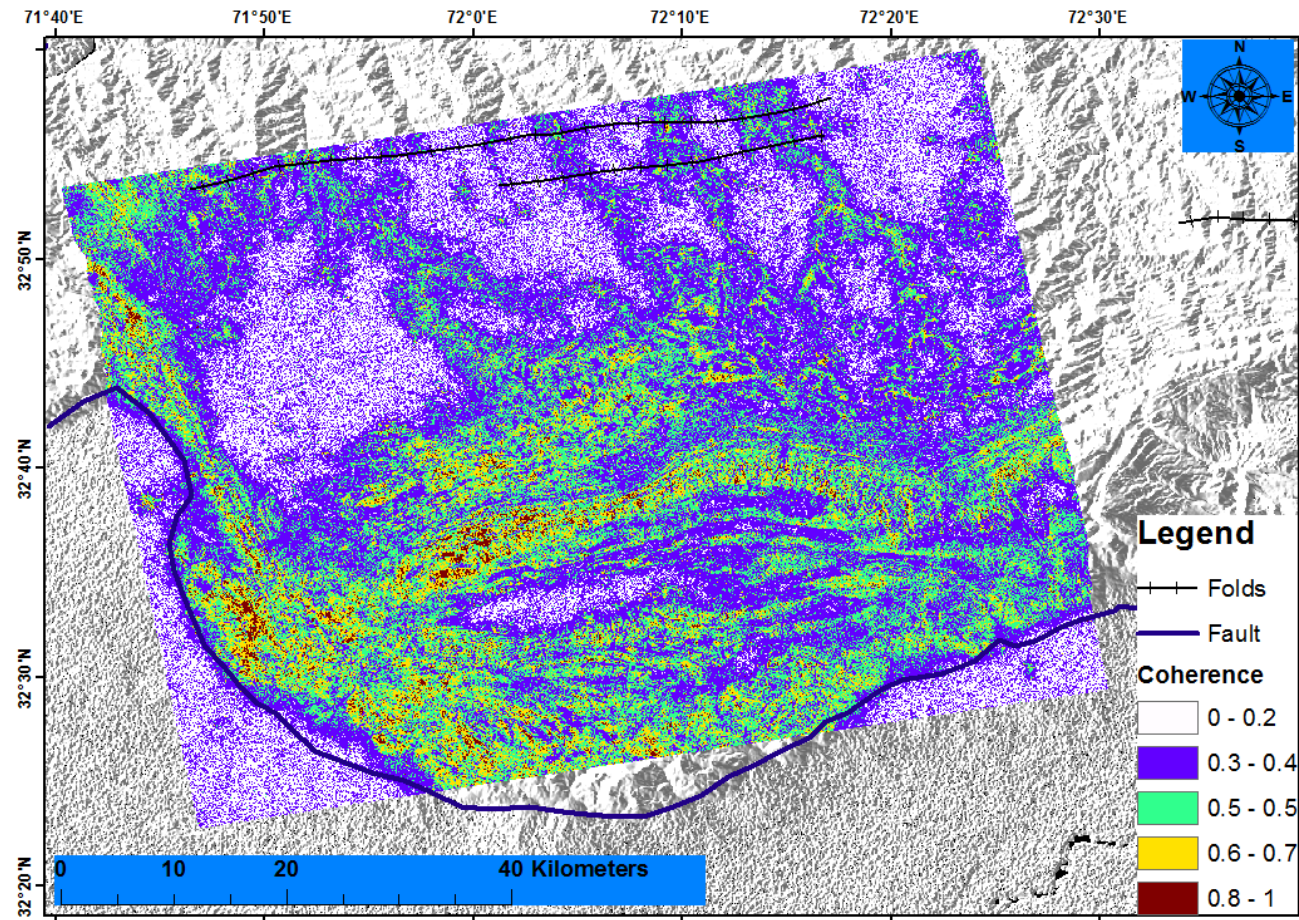 71°40'E 71°50'E 72°0'E 72°10'E 72°20'E 72°30'E
N
W E
S
32°50'N
32°40'N
32°30'N
32°20'N
Legend
Folds
Fault
Coherence
0 - 0.2
0.3 - 0.4
0.5 - 0.5
0.6 - 0.7
0.8 - 1
0 10 20 40 Kilometers